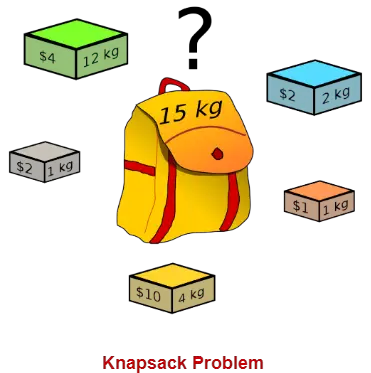 ?
$4 12 kg
15 kg
$2 2 kg
$2 1 kg
$1 1 kg
$10 4 kg
Knapsack Problem